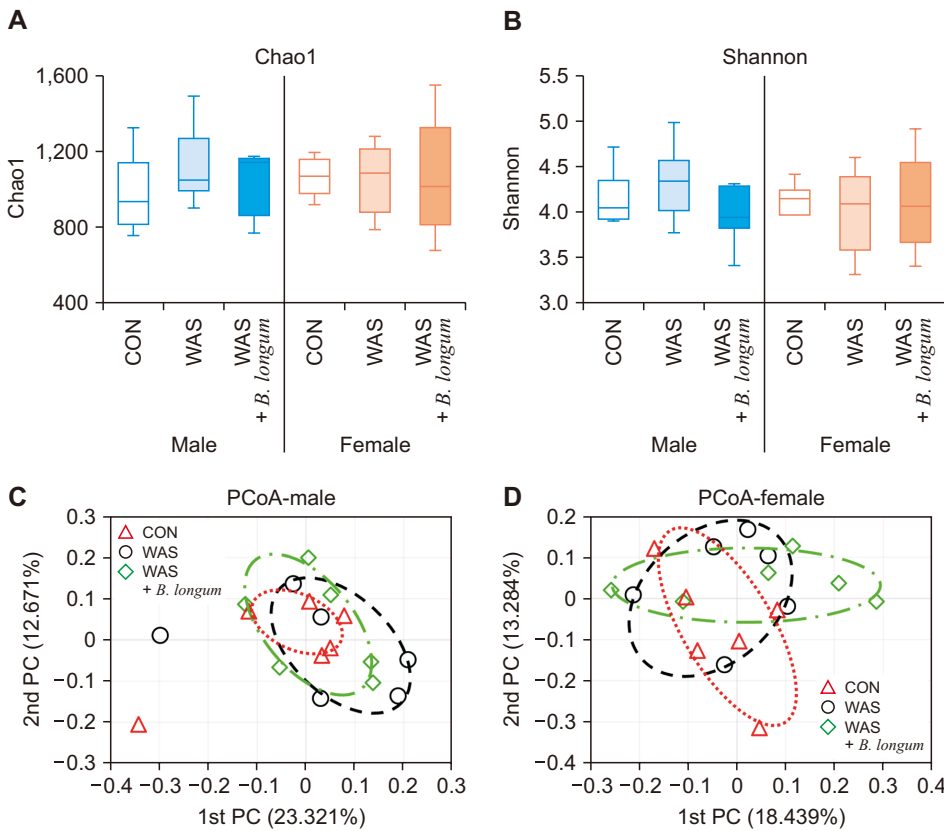 A
Chao1
Chao1
1,600
1,200
800
400
CON
WAS
WAS
+ B. longum
CON
WAS
WAS
+ B. longum
Male
Female
B
Shannon
Shannon
5.5
5.0
4.5
4.0
3.5
3.0
CON
WAS
WAS
+ B. longum
CON
WAS
WAS
+ B. longum
Male
Female
C
PCoA-male
2nd PC (12.671%)
0.3
0.2
0.1
0
−0.1
−0.2
−0.3
CON
WAS
WAS
+ B. longum
−0.4 −0.3 −0.2 −0.1 0 0.1 0.2 0.3
1st PC (23.321%)
D
PCoA-female
2nd PC (13.284%)
0.2
0.1
0
−0.1
−0.2
−0.3
−0.4
CON
WAS
WAS
+ B. longum
−0.3 −0.2 −0.1 0 0.1 0.2 0.3 0.4
1st PC (18.439%)